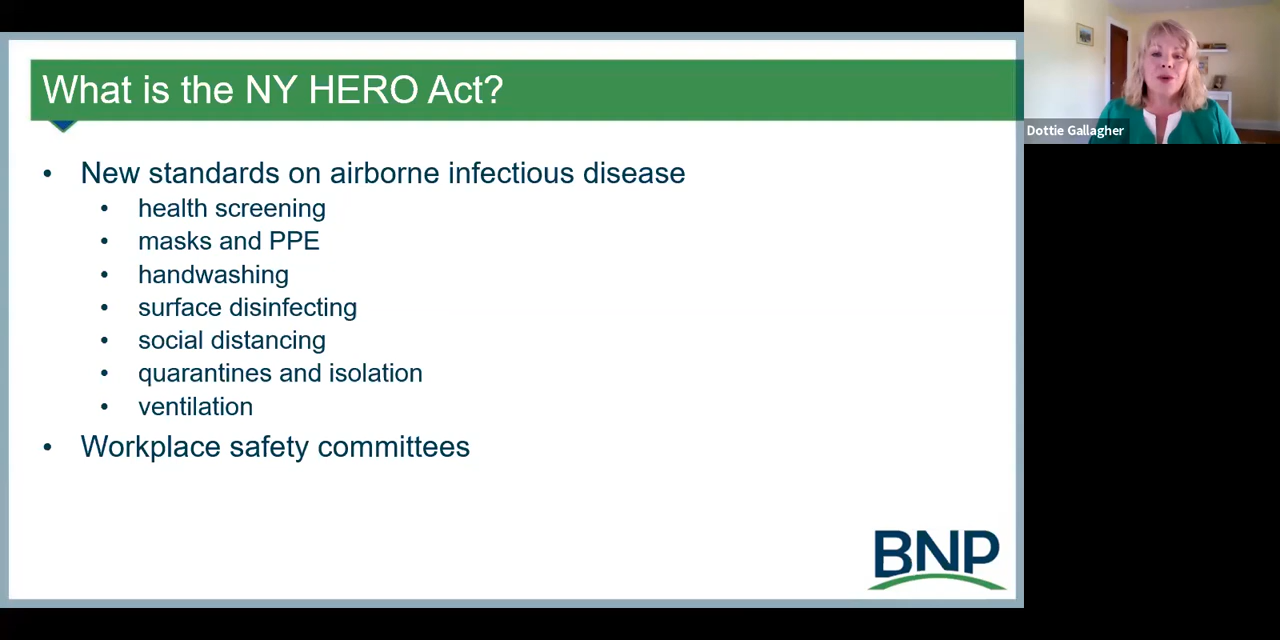 What is the NY HERO Act?
• New standards on airborne infectious disease
• health screening
• masks and PPE
• handwashing
• surface disinfecting
• social distancing
• quarantines and isolation
• ventilation
• Workplace safety committees
BNP
Dottie Gallagher